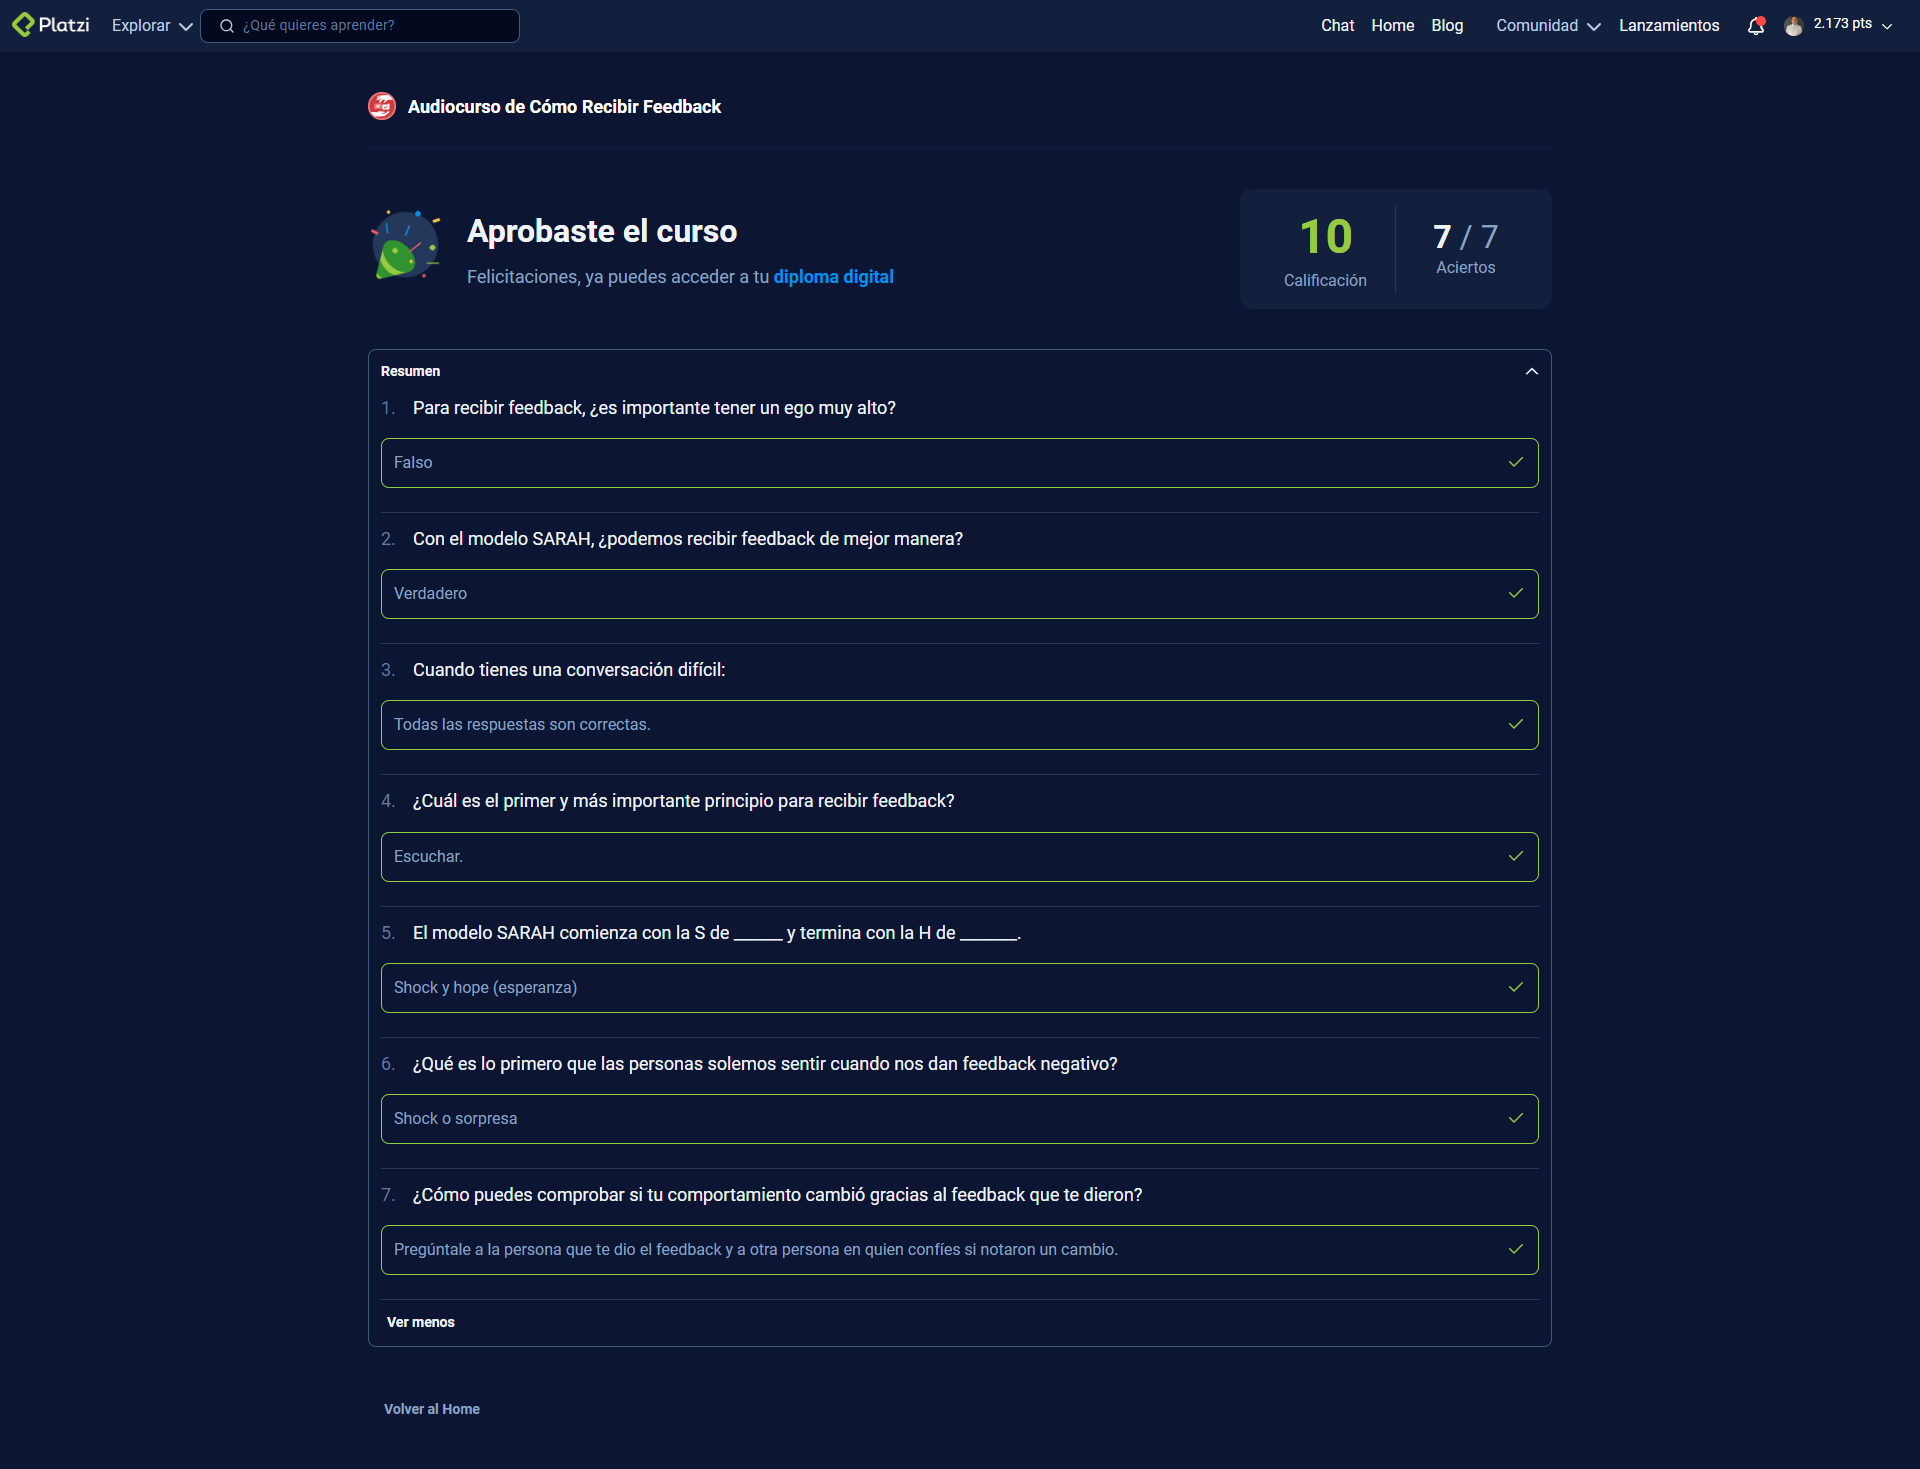 Platzi
Explorar
¿Qué quieres aprender?
Chat
Home
Blog
Comunidad
Lanzamientos
2.173 pts
Audiocurso de Cómo Recibir Feedback
Aprobaste el curso
Felicitaciones, ya puedes acceder a tu diploma digital
10
Calificación
7 / 7
Aciertos
Resumen
1. Para recibir feedback, ¿es importante tener un ego muy alto?
Falso
2. Con el modelo SARAH, ¿podemos recibir feedback de mejor manera?
Verdadero
3. Cuando tienes una conversación difícil:
Todas las respuestas son correctas.
4. ¿Cuál es el primer y más importante principio para recibir feedback?
Escuchar.
5. El modelo SARAH comienza con la S de ______ y termina con la H de _______.
Shock y hope (esperanza)
6. ¿Qué es lo primero que las personas solemos sentir cuando nos dan feedback negativo?
Shock o sorpresa
7. ¿Cómo puedes comprobar si tu comportamiento cambió gracias al feedback que te dieron?
Pregúntale a la persona que te dio el feedback y a otra persona en quien confíes si notaron un cambio.
Ver menos
Volver al Home